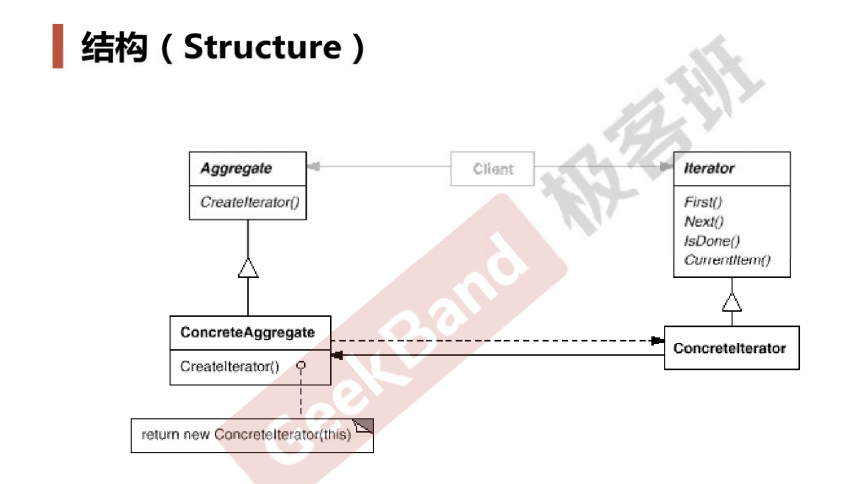 结构（Structure）
Aggregate
CreateIterator()
Client
Iterator
First()
Next()
IsDone()
CurrentItem()
ConcreteAggregate
CreateIterator()
ConcreteIterator
return new ConcreteIterator(this)
GeekBand
极客班